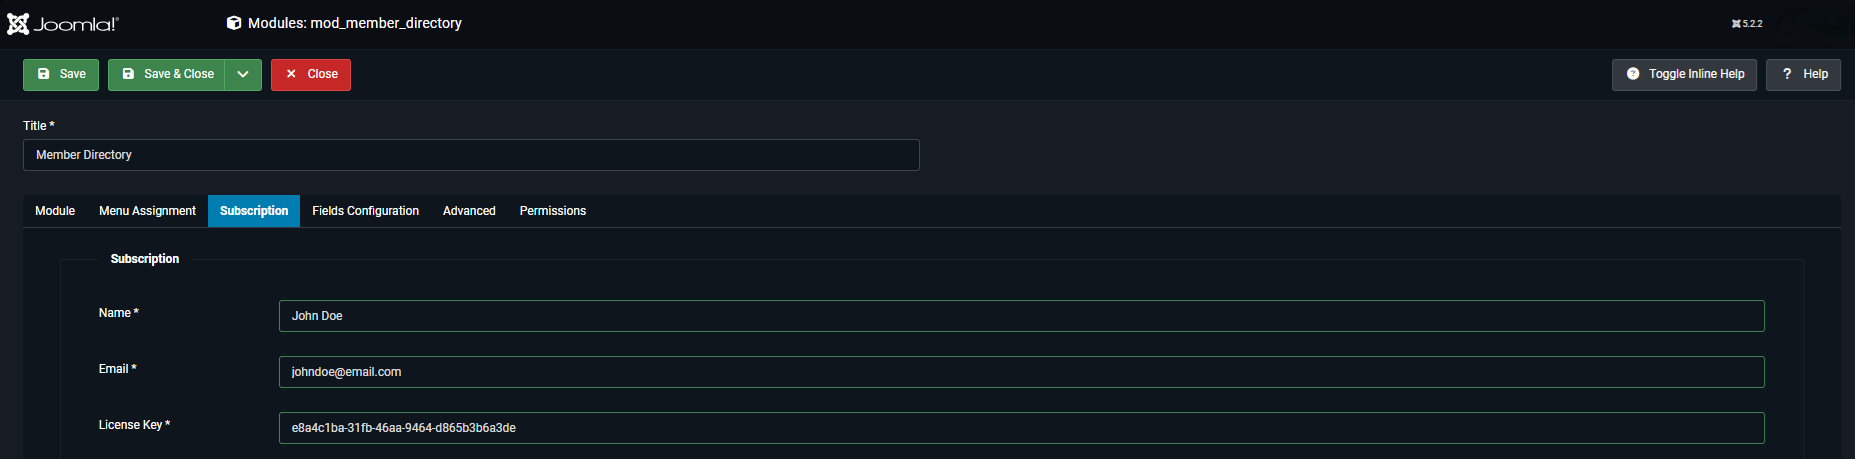 Joomla!® Modules: mod_member_directory 5.2.2
Save Save & Close Close Toggle Inline Help ? Help
Title *
Member Directory
Module Menu Assignment Subscription Fields Configuration Advanced Permissions
Subscription
Name * John Doe
Email * johndoe@email.com
License Key * e8a4c1ba-31fb-46aa-9464-d865b3b6a3de